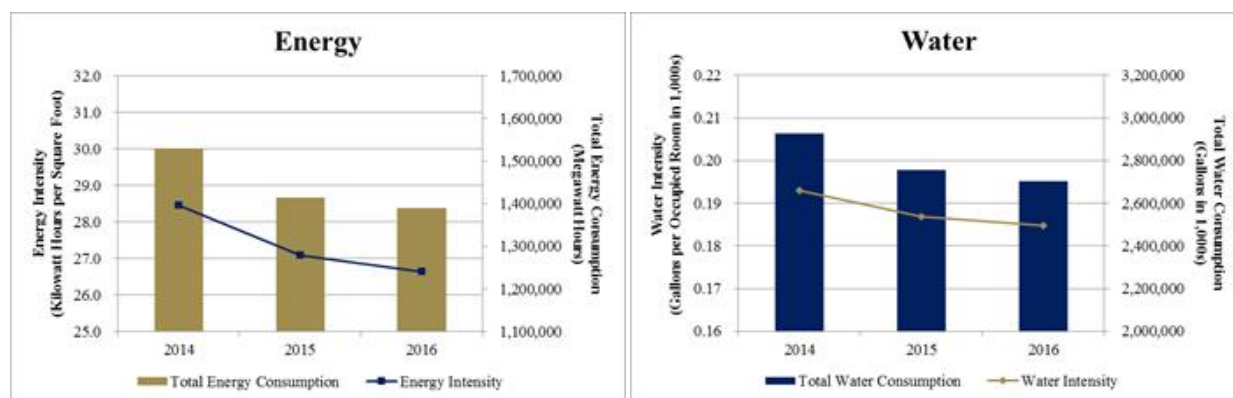 Energy
Energy Intensity
(Kilowatt Hours per Square Foot)
32.0
31.0
30.0
29.0
28.0
27.0
26.0
25.0
1,700,000
1,600,000
1,500,000
1,400,000
1,300,000
1,200,000
1,100,000
Total Energy Consumption
(Megawatt Hours)
2014 2015 2016
Total Energy Consumption Energy Intensity
Water
Water Intensity
(Gallons per Occupied Room in 1,000s)
0.22
0.21
0.20
0.19
0.18
0.17
0.16
3,200,000
3,000,000
2,800,000
2,600,000
2,400,000
2,200,000
2,000,000
Total Water Consumption
(Gallons in 1,000s)
2014 2015 2016
Total Water Consumption Water Intensity